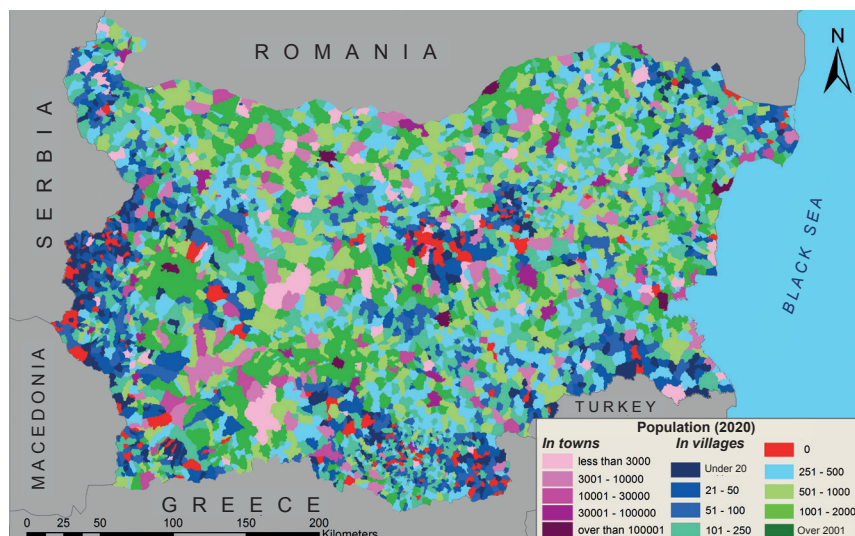 ROMANIA
N
SERBIA
BLACK SEA
MACEDONIA
TURKEY
GREECE
0 25 50 100 150 200
Kilometers
Population (2020)
In towns
less than 3000
3001 - 10000
10001 - 30000
30001 - 100000
over than 100001
In villages
Under 20
21 - 50
51 - 100
101 - 250
0
251 - 500
501 - 1000
1001 - 2000
Over 2001